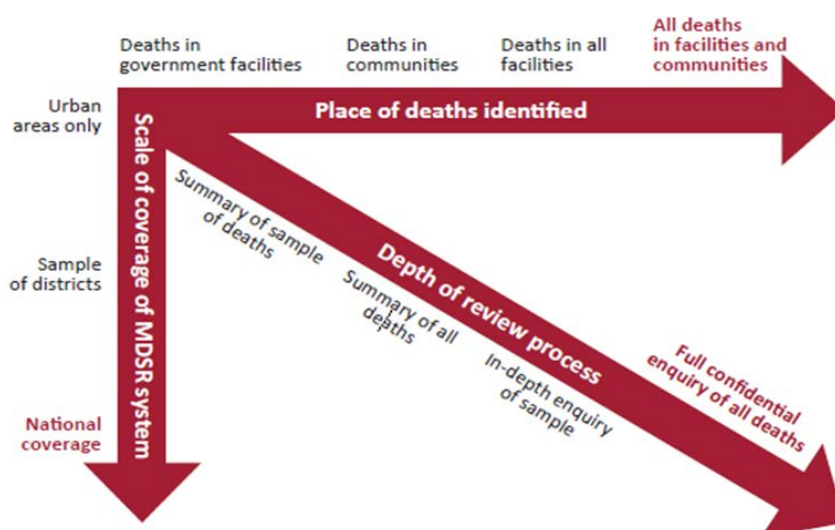 Deaths in
government facilities
Deaths in
communities
Deaths in all
facilities
All deaths
in facilities and
communities
Urban
areas only
Place of deaths identified
Scale of coverage of MDSR system
Summary of sample
of deaths
Depth of review process
Sample
of districts
Summary of all
deaths
In-depth enquiry
of sample
Full confidential
enquiry of all deaths
National
coverage